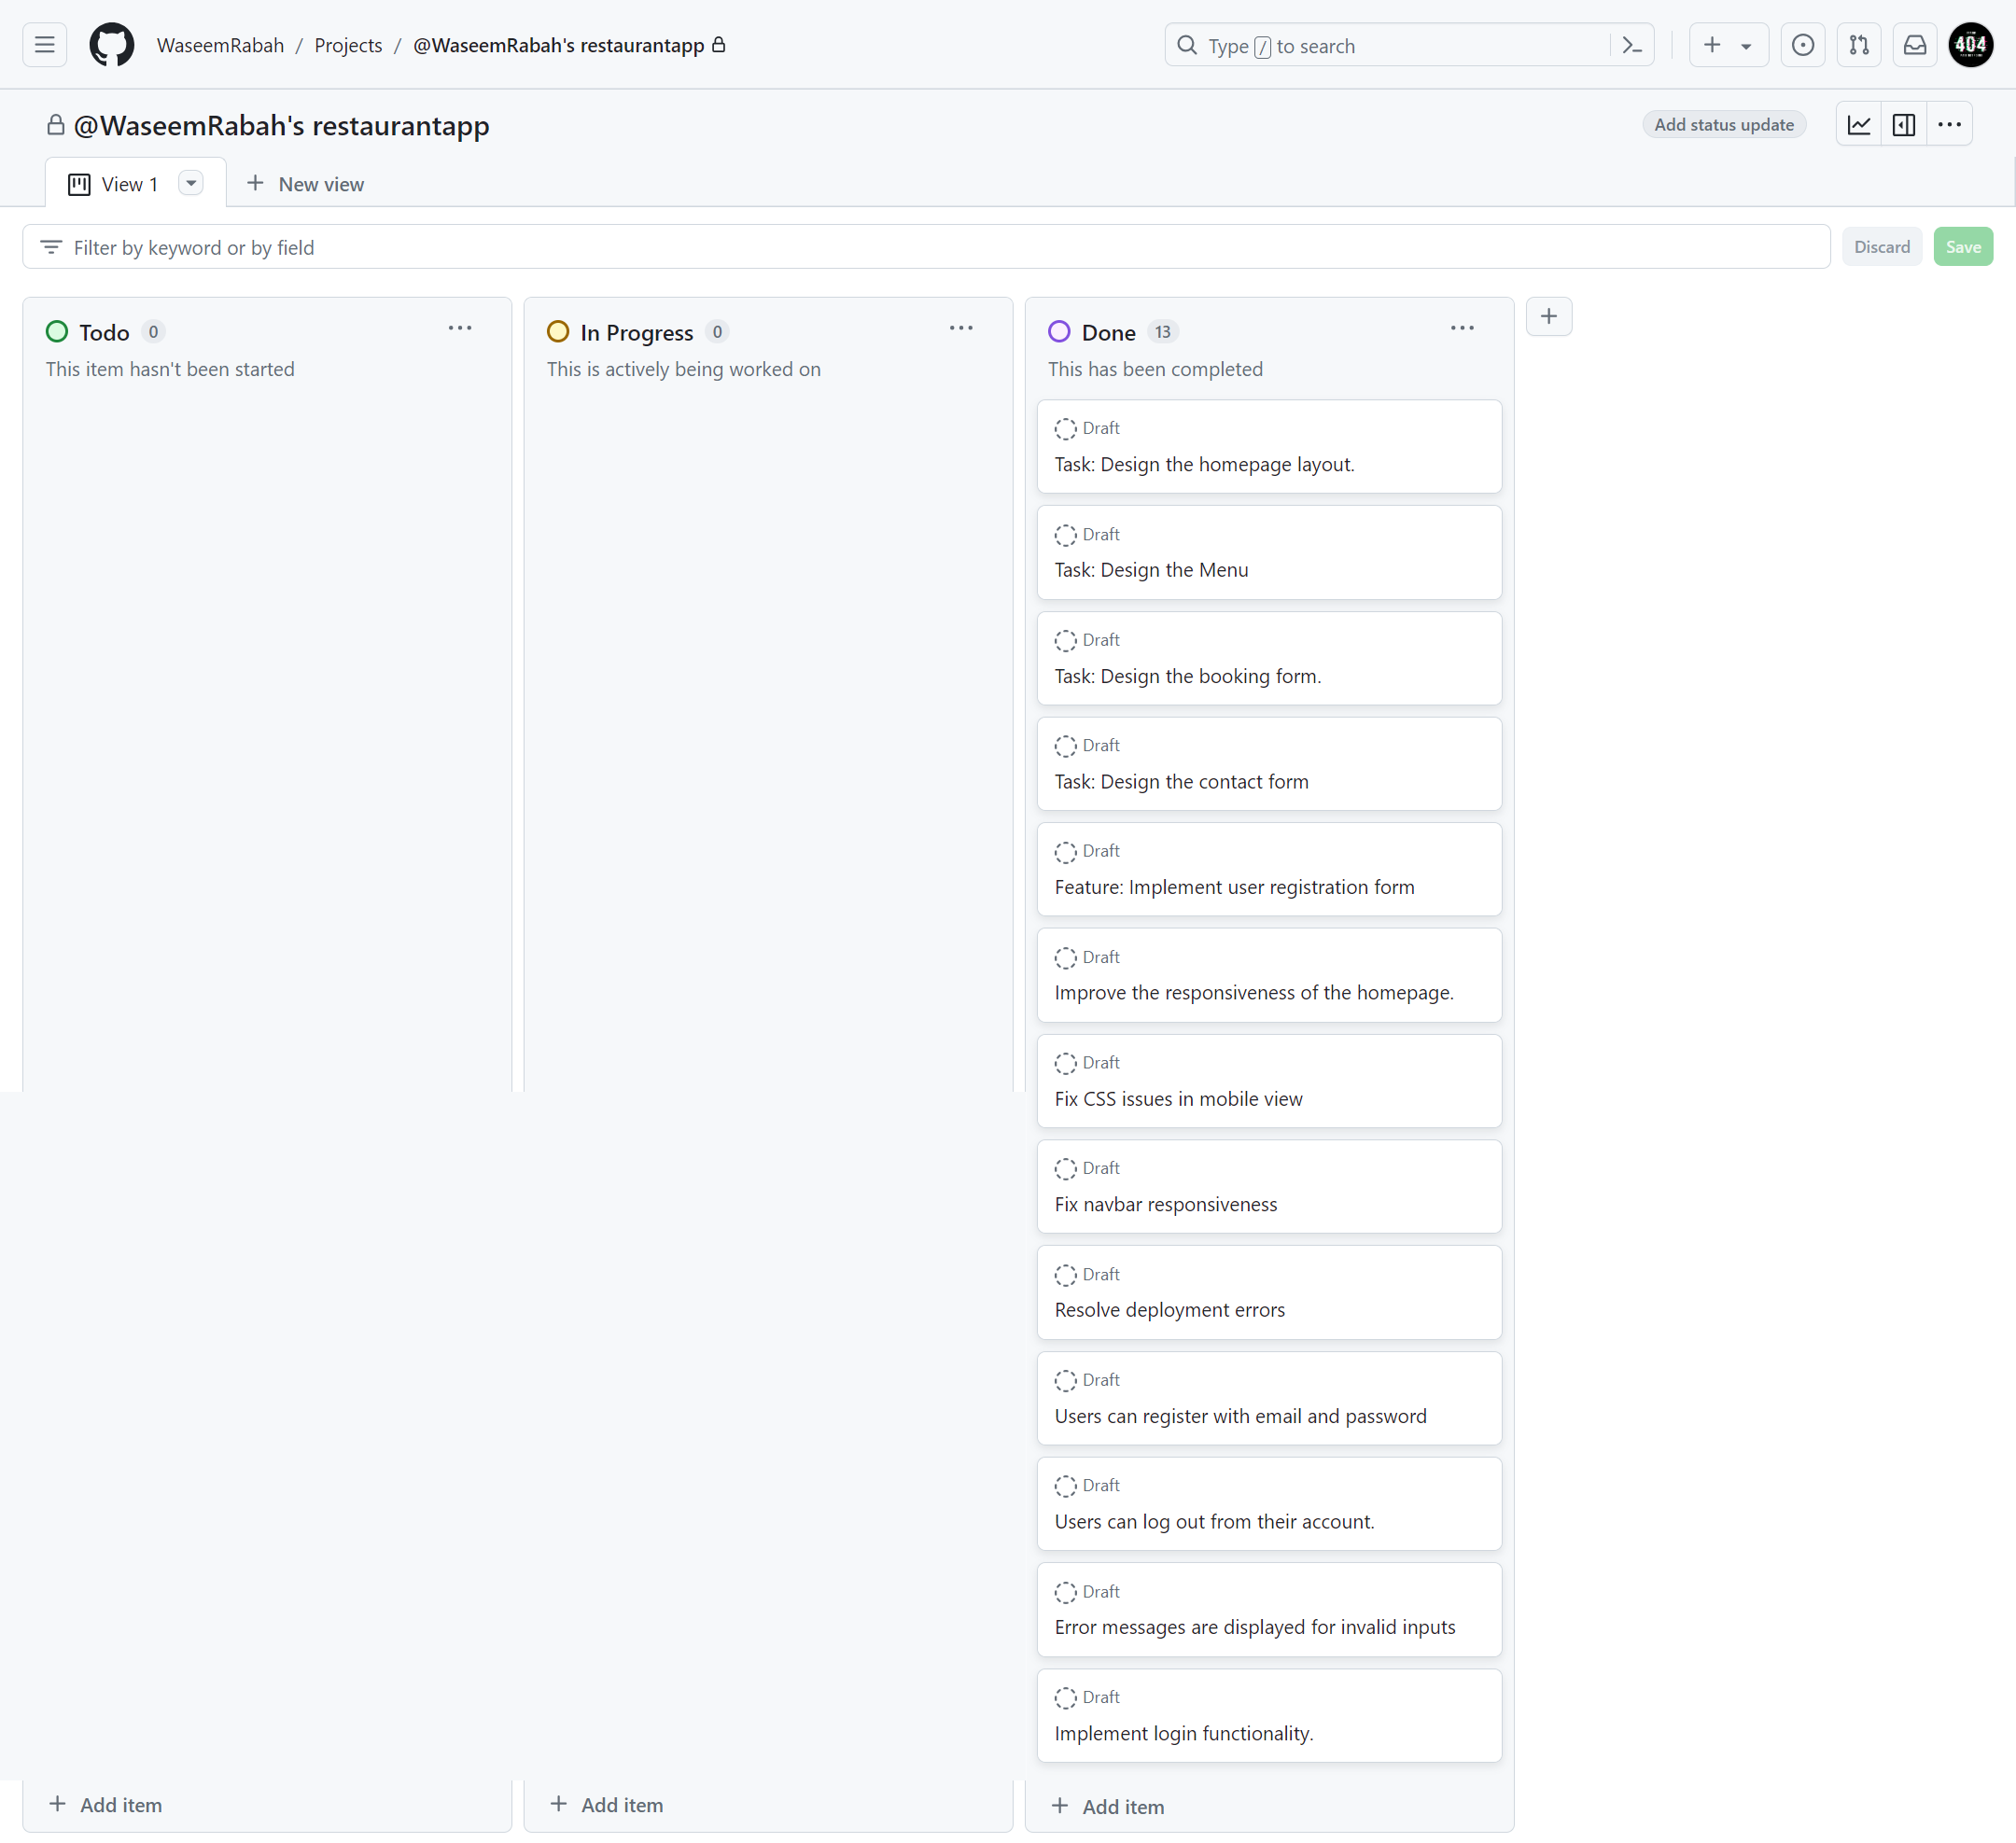 WaseemRabah / Projects / @WaseemRabah's restaurantapp
Type / to search
404
@WaseemRabah's restaurantapp
Add status update
View 1
New view
Filter by keyword or by field
Discard
Save
Todo 0
This item hasn't been started
In Progress 0
This is actively being worked on
Done 13
This has been completed
Draft
Task: Design the homepage layout.
Draft
Task: Design the Menu
Draft
Task: Design the booking form.
Draft
Task: Design the contact form
Draft
Feature: Implement user registration form
Draft
Improve the responsiveness of the homepage.
Draft
Fix CSS issues in mobile view
Draft
Fix navbar responsiveness
Draft
Resolve deployment errors
Draft
Users can register with email and password
Draft
Users can log out from their account.
Draft
Error messages are displayed for invalid inputs
Draft
Implement login functionality.
Add item
Add item
Add item